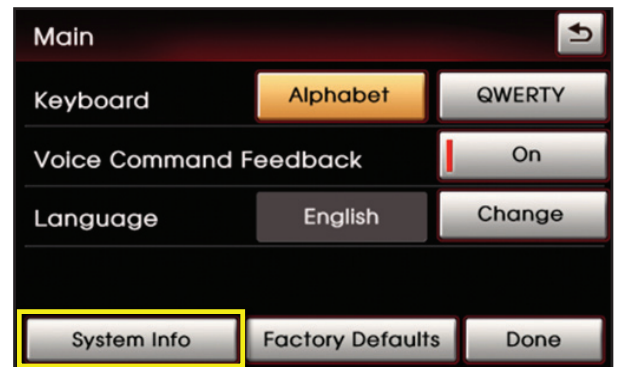 Main
Keyboard Alphabet QWERTY
Voice Command Feedback On
Language English Change
System Info Factory Defaults Done